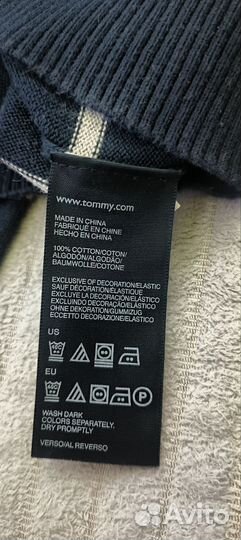 www.tommy.com
MADE IN CHINA
FABRIQUÉ EN CHINE
HECHO EN CHINA
100% COTTON/COTON/
ALGODÓN/ALGODÃO/
BAUMWOLLE/COTONE
EXCLUSIVE OF DECORATION/ELASTIC
SAUF DÉCORATION/ÉLASTIQUE
EXCLUYE LA DECORACIÓN/ELÁSTICO
EXCLUINDO DECORAÇÃO/ELÁSTICO
OHNE DEKORATION/GUMMIZUG
ECCETTO DECORAZIONE/ELASTICO
US
EU
WASH DARK
COLORS SEPARATELY.
DRY PROMPTLY
VERSO/AL REVERSO
Avito